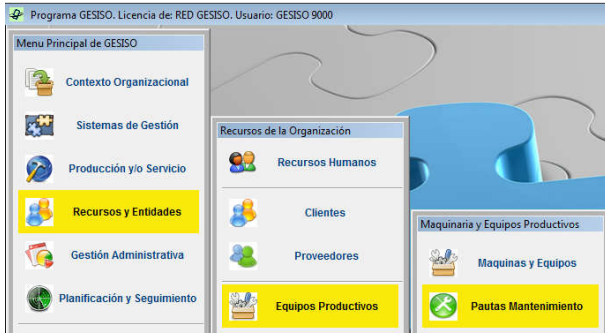 Programa GESISO. Licencia de: RED GESISO. Usuario: GESISO 9000
Menu Principal de GESISO
Contexto Organizacional
Sistemas de Gestión
Producción y/o Servicio
Recursos y Entidades
Gestión Administrativa
Planificación y Seguimiento
Recursos de la Organización
Recursos Humanos
Clientes
Proveedores
Equipos Productivos
Maquinaria y Equipos Productivos
Maquinas y Equipos
Pautas Mantenimiento